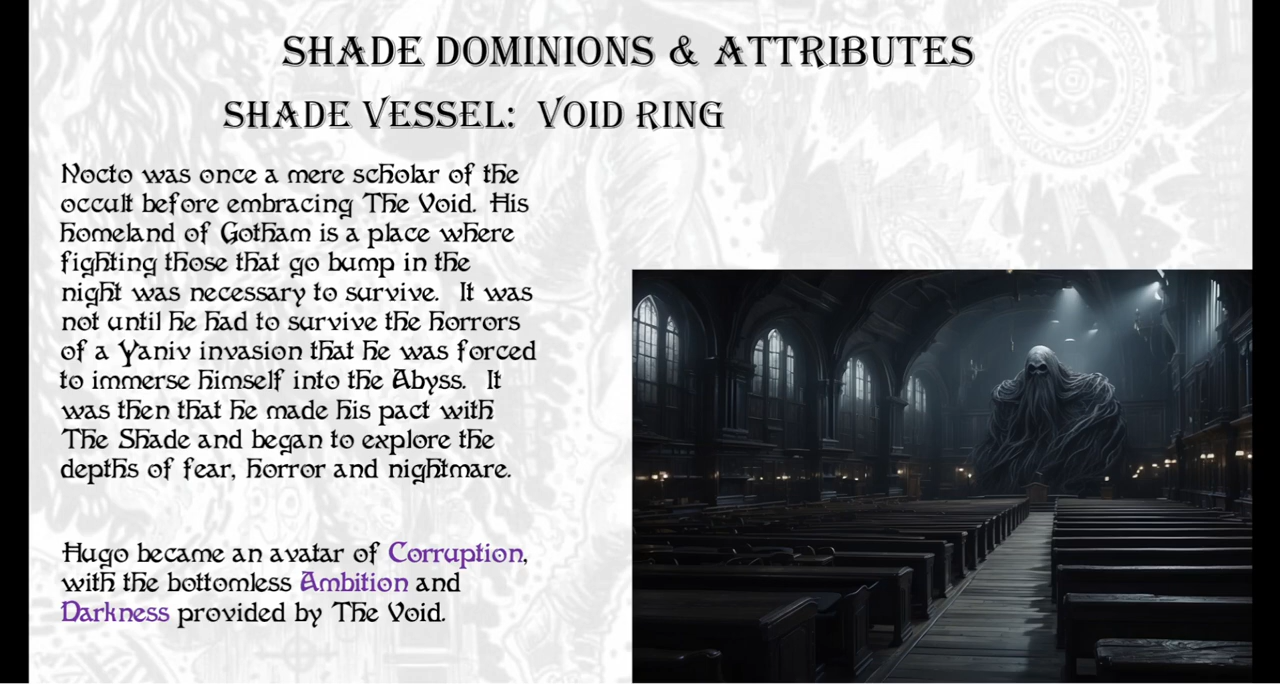 SHADE DOMINIONS & ATTRIBUTES
SHADE VESSEL: VOID RING
Nocto was once a mere scholar of the
occult before embracing The Void. His
homeland of Gotham is a place where
fighting those that go bump in the
night was necessary to survive. It was
not until he had to survive the horrors
of a Yaniv invasion that he was forced
to immerse himself into the Abyss. It
was then that he made his pact with
The Shade and began to explore the
depths of fear, horror and nightmare.
Hugo became an avatar of Corruption,
with the bottomless Ambition and
Darkness provided by The Void.